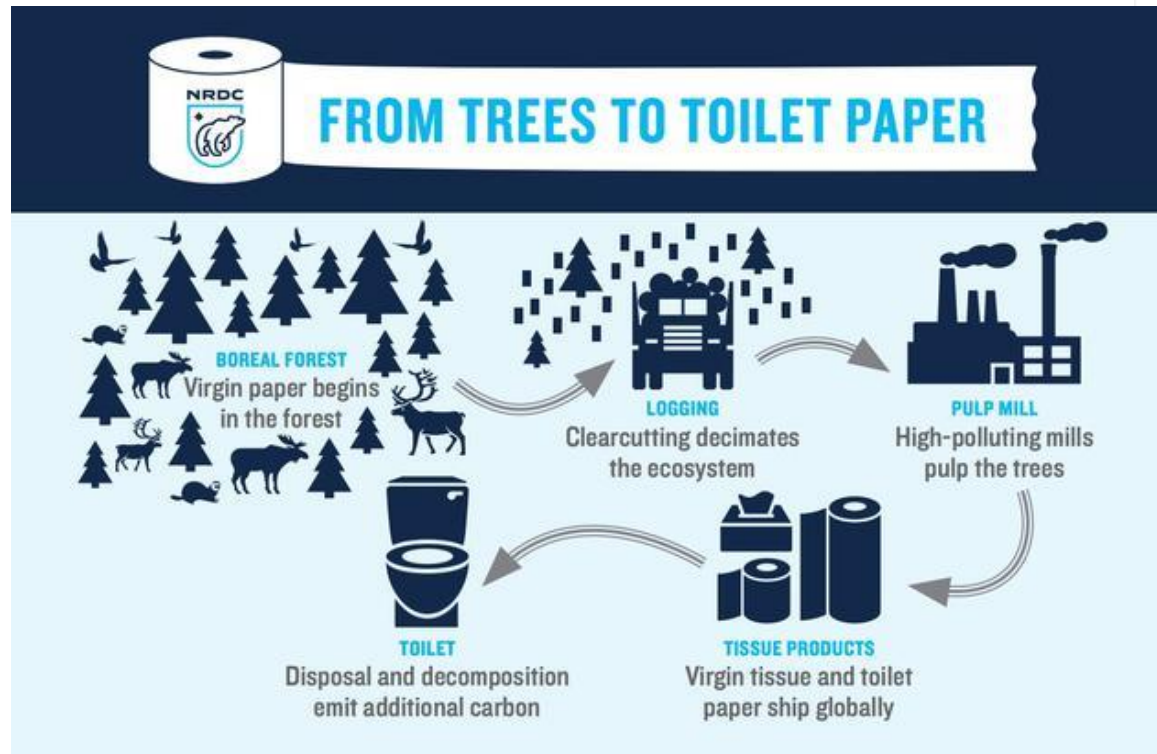 NRDC
FROM TREES TO TOILET PAPER
BOREAL FOREST
Virgin paper begins
in the forest
LOGGING
Clearcutting decimates
the ecosystem
PULP MILL
High-polluting mills
pulp the trees
TISSUE PRODUCTS
Virgin tissue and toilet
paper ship globally
TOILET
Disposal and decomposition
emit additional carbon